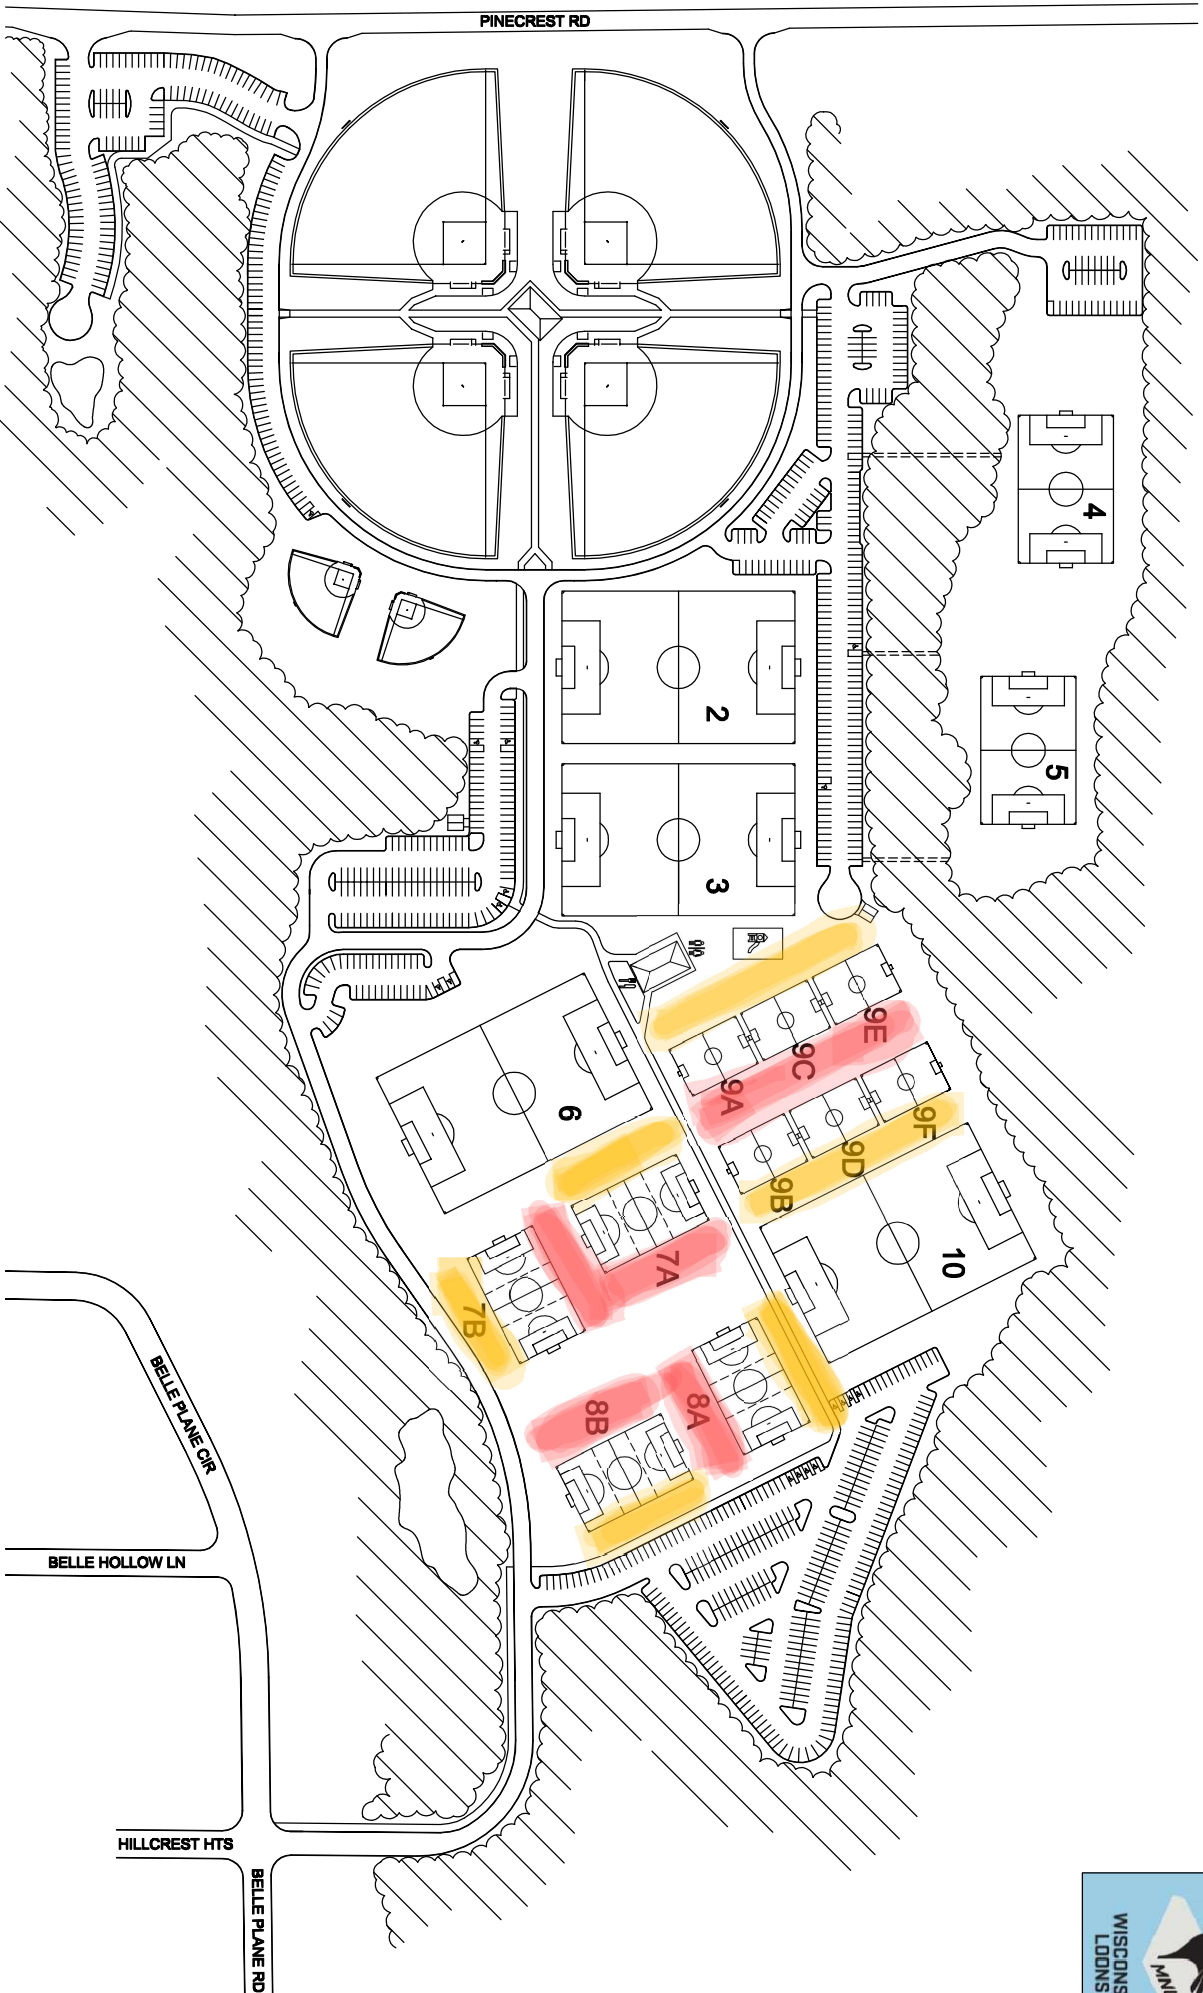 PINECREST RD
4
5
2
3
9E
9C
9A
9F
9D
9B
6
10
7A
7B
8A
8B
BELLE PLANE CIR
BELLE HOLLOW LN
HILLCREST HTS
BELLE PLANE RD
WISCONS
LOONS